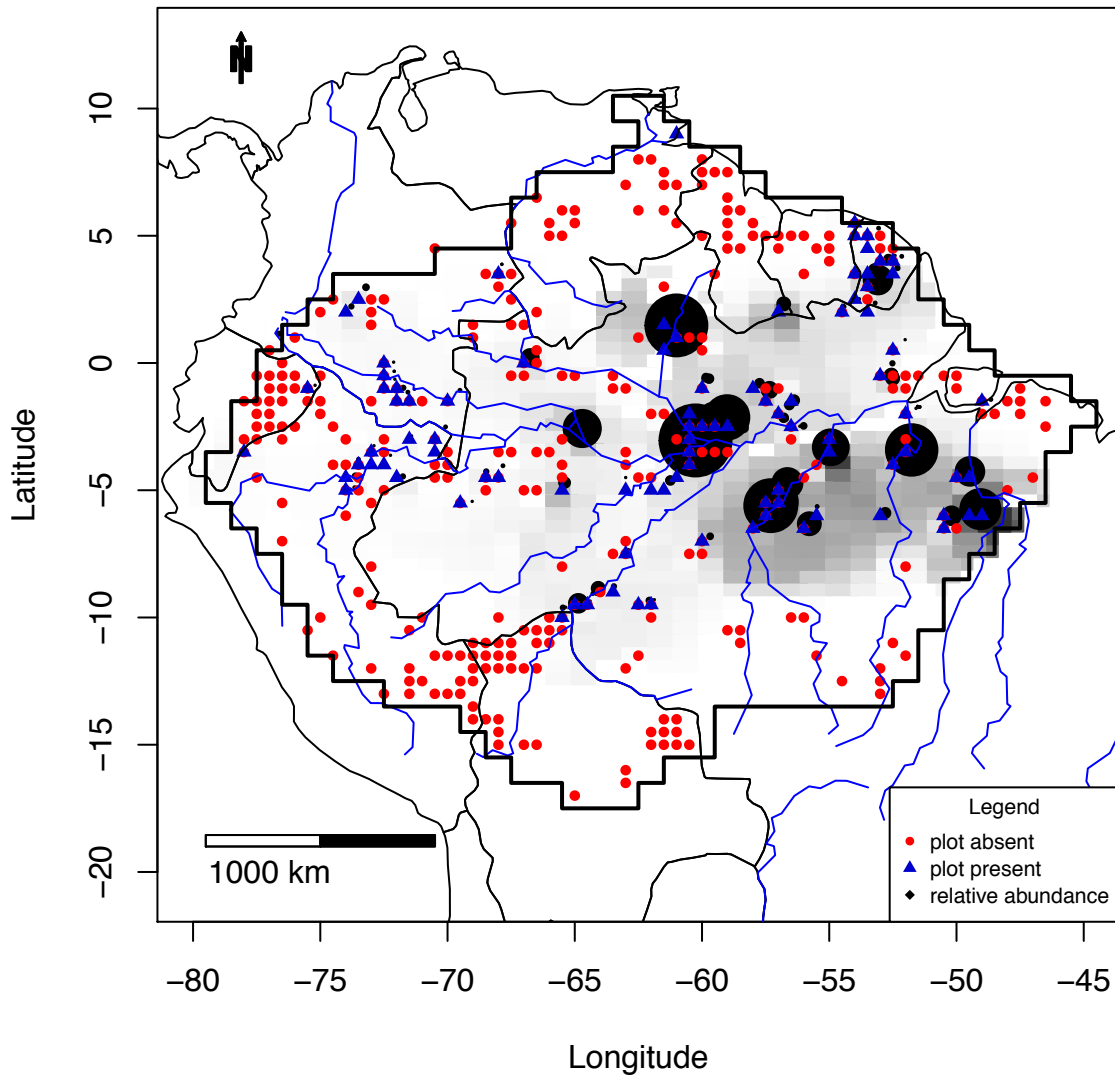 N
10
5
0
−5
−10
−15
−20
Latitude
1000 km
Legend
plot absent
plot present
relative abundance
−80
−75
−70
−65
−60
−55
−50
−45
Longitude